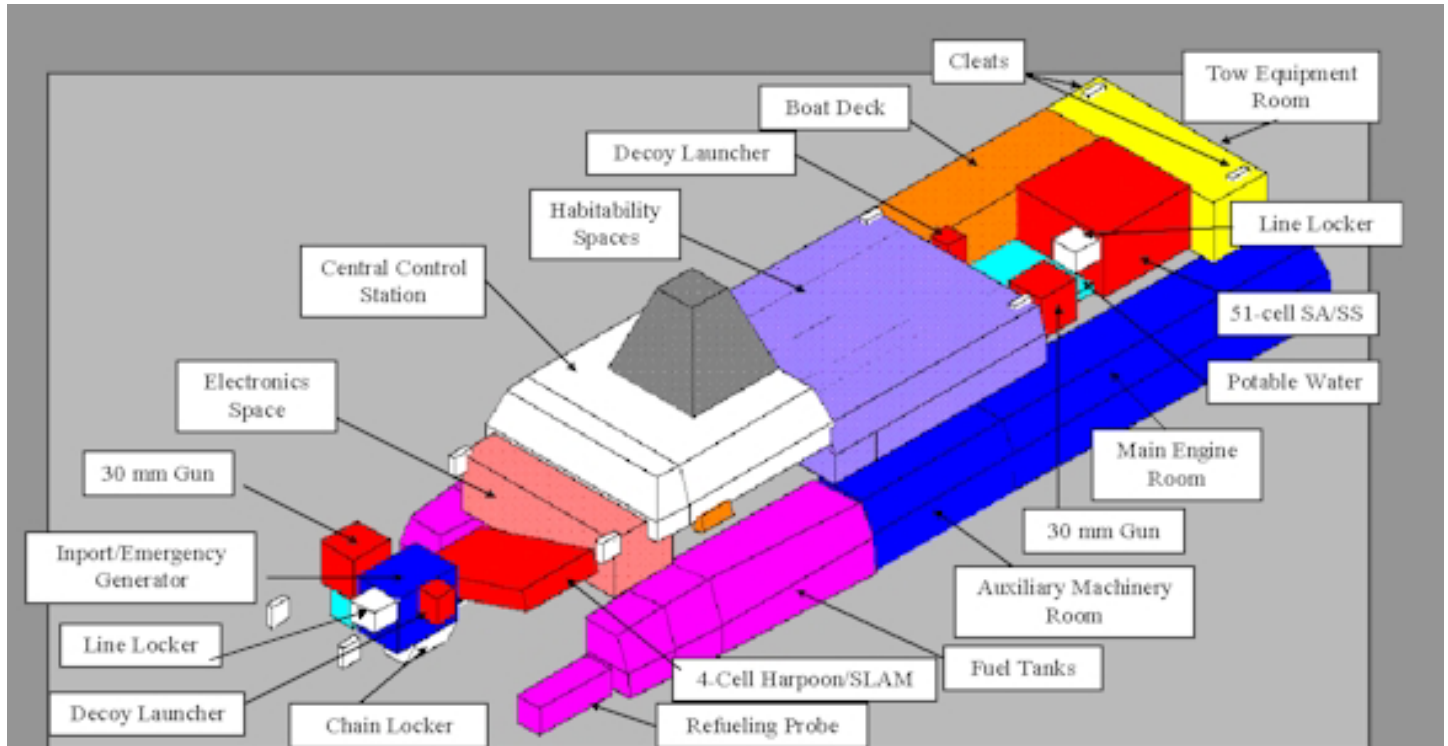 Cleats
Tow Equipment
Room
Boat Deck
Decoy Launcher
Habitability
Spaces
Line Locker
Central Control
Station
51-cell SA/SS
Electronics
Space
Potable Water
Main Engine
Room
30 mm Gun
30 mm Gun
Inport/Emergency
Generator
Auxiliary Machinery
Room
Line Locker
Fuel Tanks
4-Cell Harpoon/SLAM
Decoy Launcher
Chain Locker
Refueling Probe